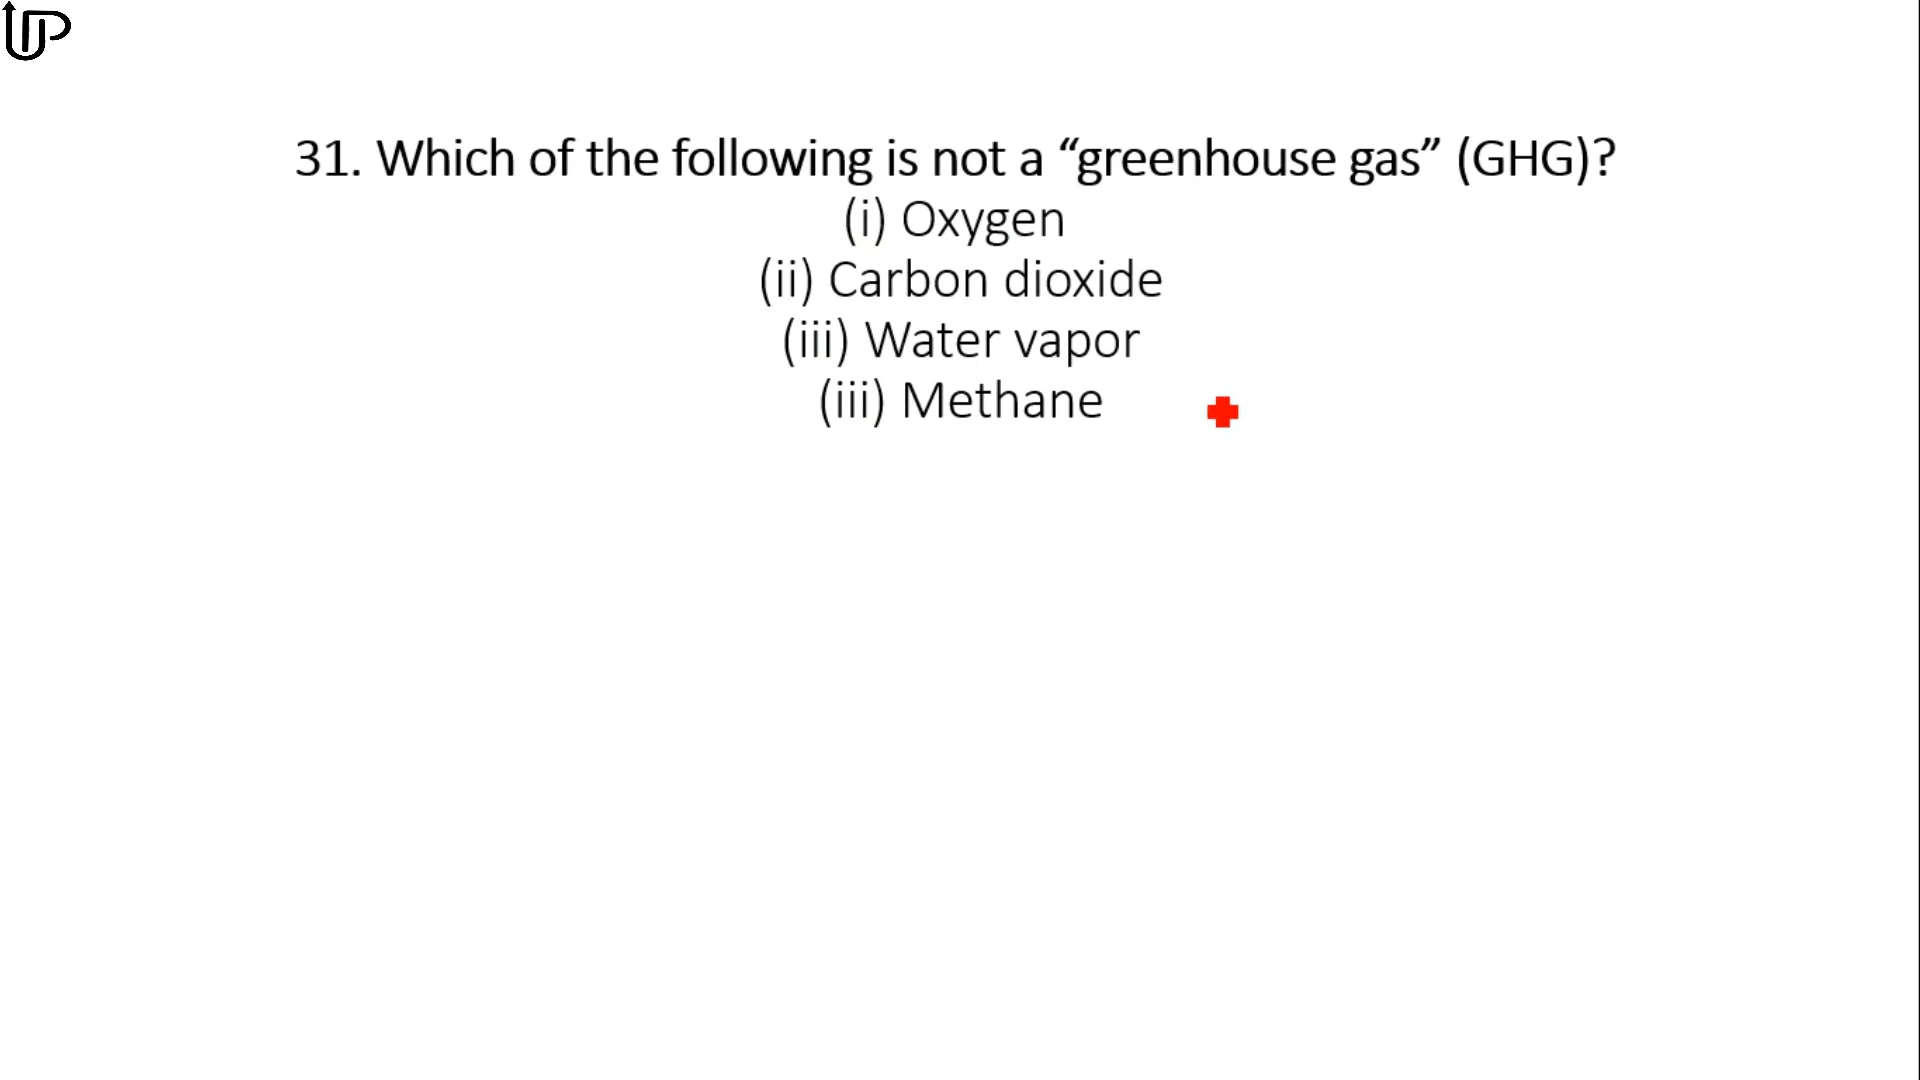 UP
31. Which of the following is not a “greenhouse gas” (GHG)?
(i) Oxygen
(ii) Carbon dioxide
(iii) Water vapor
(iii) Methane